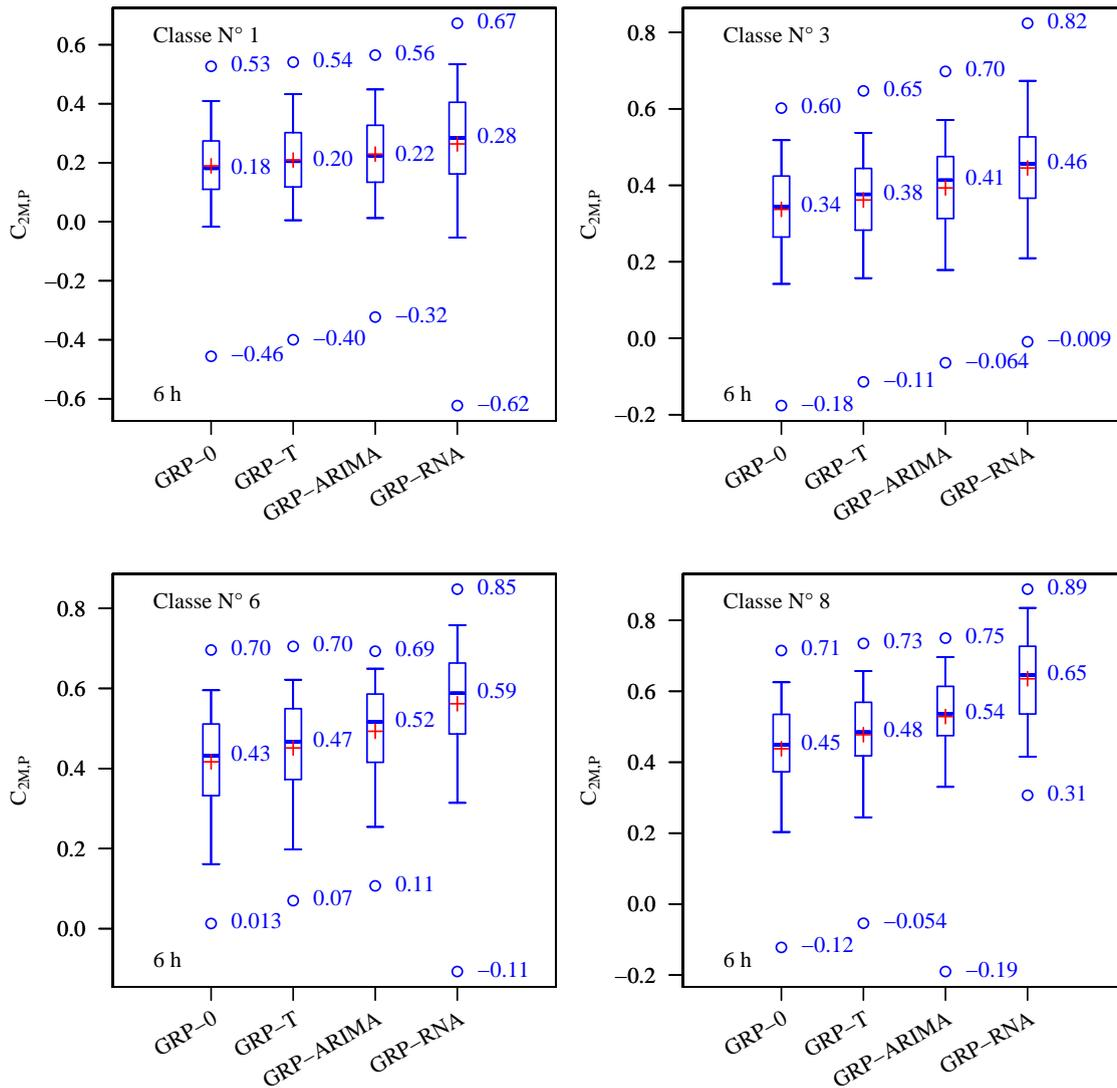 Classe N° 1
C2M,P
0.6
0.4
0.2
0.0
−0.2
−0.4
−0.6
0.53
0.54
0.56
0.67
0.18
0.20
0.22
0.28
−0.46
−0.40
−0.32
−0.62
6 h
GRP−0
GRP−T
GRP−ARIMA
GRP−RNA
Classe N° 3
C2M,P
0.8
0.6
0.4
0.2
0.0
−0.2
0.60
0.65
0.70
0.82
0.34
0.38
0.41
0.46
−0.18
−0.11
−0.064
−0.009
6 h
GRP−0
GRP−T
GRP−ARIMA
GRP−RNA
Classe N° 6
C2M,P
0.8
0.6
0.4
0.2
0.0
0.70
0.70
0.69
0.85
0.43
0.47
0.52
0.59
0.013
0.07
0.11
−0.11
6 h
GRP−0
GRP−T
GRP−ARIMA
GRP−RNA
Classe N° 8
C2M,P
0.8
0.6
0.4
0.2
0.0
−0.2
0.71
0.73
0.75
0.89
0.45
0.48
0.54
0.65
−0.12
−0.054
−0.19
0.31
6 h
GRP−0
GRP−T
GRP−ARIMA
GRP−RNA